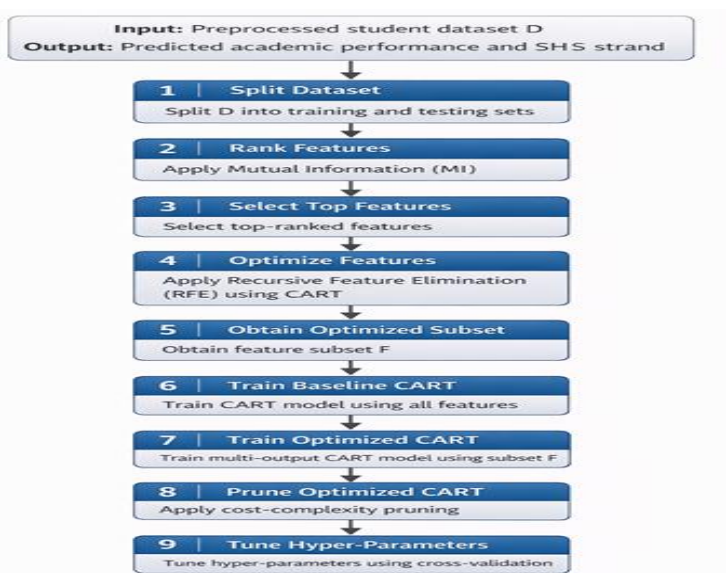 Input: Preprocessed student dataset D
Output: Predicted academic performance and SHS strand
1 | Split Dataset
Split D into training and testing sets
2 | Rank Features
Apply Mutual Information (MI)
3 | Select Top Features
Select top-ranked features
4 | Optimize Features
Apply Recursive Feature Elimination
(RFE) using CART
5 | Obtain Optimized Subset
Obtain feature subset F
6 | Train Baseline CART
Train CART model using all features
7 | Train Optimized CART
Train multi-output CART model using subset F
8 | Prune Optimized CART
Apply cost-complexity pruning
9 | Tune Hyper-Parameters
Tune hyper-parameters using cross-validation